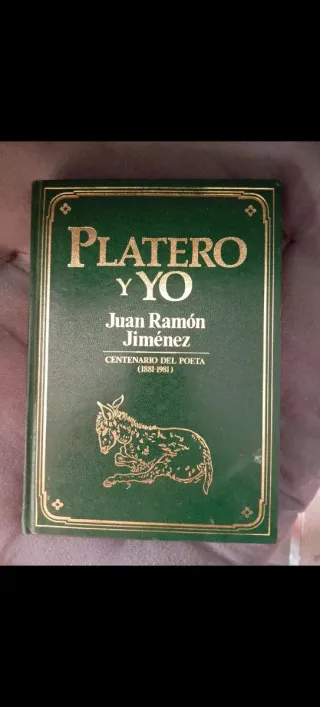 PLATERO
Y YO
Juan Ramón
Jiménez
CENTENARIO DEL POETA
(1881-1981)